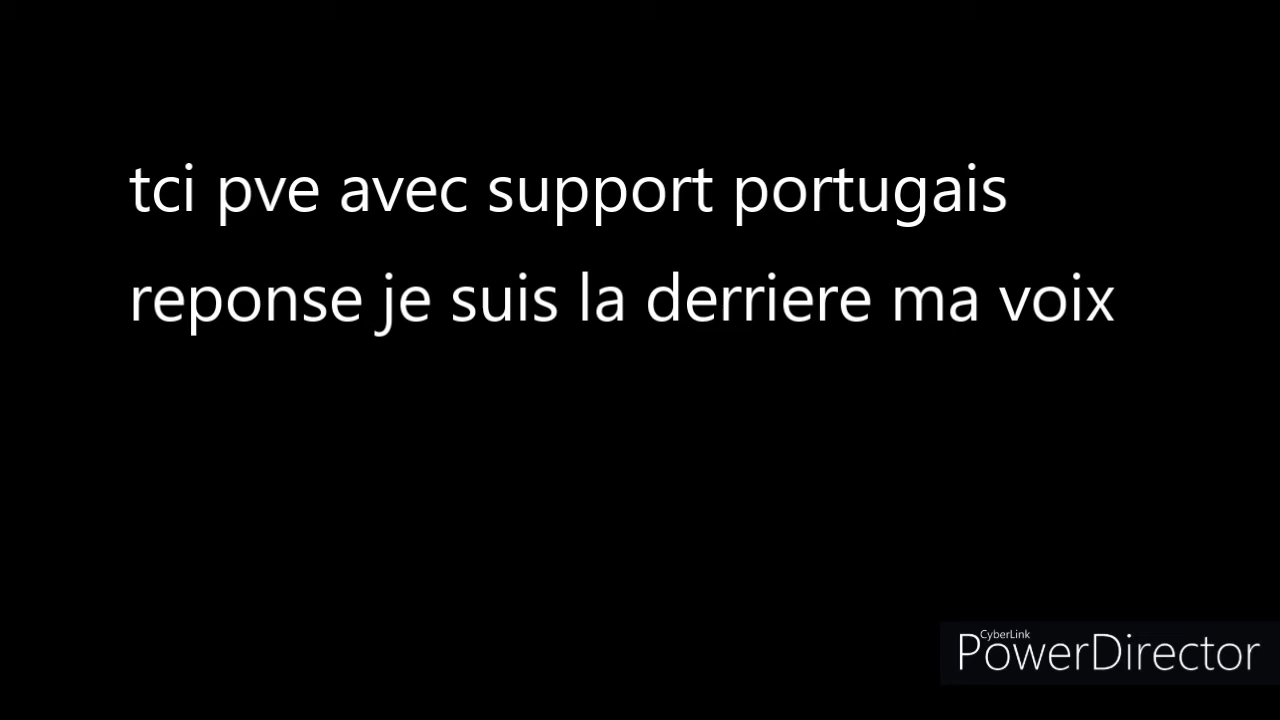 tci pve avec support portugais
reponse je suis la derriere ma voix
CyberLink
PowerDirector